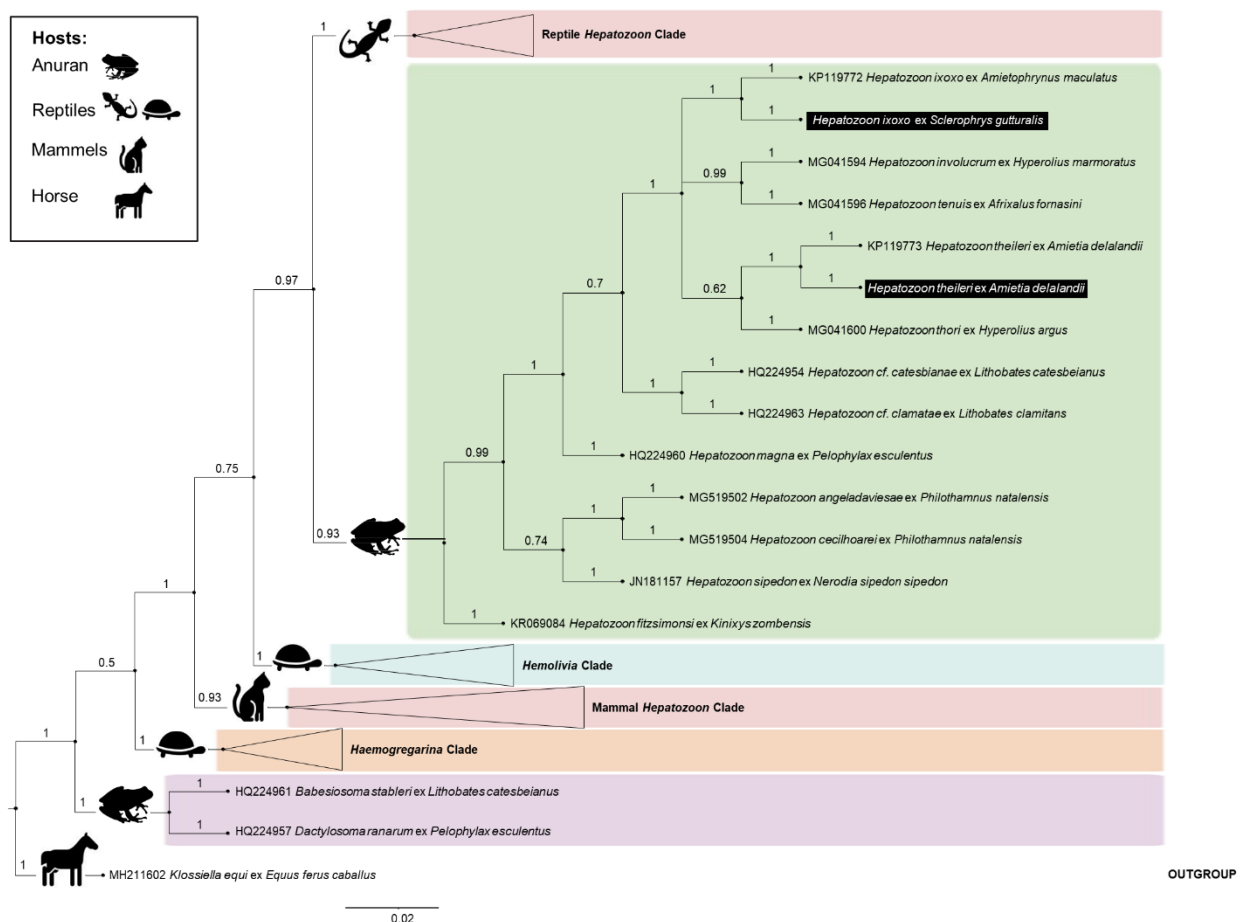 Hosts:
Anuran
Reptiles
Mammels
Horse
1
Reptile Hepatozoon Clade
1
KP119772 Hepatozoon ixoxo ex Amietophrynus maculatus
1
1
Hepatozoon ixoxo ex Sclerophrys gutturalis
1
MG041594 Hepatozoon involucrum ex Hyperolius marmoratus
0.99
1
1
MG041596 Hepatozoon tenuis ex Afrixalus fornasini
1
KP119773 Hepatozoon theileri ex Amietia delalandii
1
0.97
1
Hepatozoon theileri ex Amietia delalandii
0.7
0.62
1
MG041600 Hepatozoon thori ex Hyperolius argus
1
1
HQ224954 Hepatozoon cf. catesbianae ex Lithobates catesbeianus
1
1
HQ224963 Hepatozoon cf. clamatae ex Lithobates clamitans
1
HQ224960 Hepatozoon magna ex Pelophylax esculentus
0.99
0.75
1
MG519502 Hepatozoon angeladaviesae ex Philothamnus natalensis
1
0.93
1
MG519504 Hepatozoon cecilhoarei ex Philothamnus natalensis
0.74
1
JN181157 Hepatozoon sipedon ex Nerodia sipedon sipedon
1
1
KR069084 Hepatozoon fitzsimonsi ex Kinixys zombensis
0.5
1
Hemolivia Clade
0.93
Mammal Hepatozoon Clade
1
1
Haemogregarina Clade
1
1
HQ224961 Babesiosoma stableri ex Lithobates catesbeianus
1
HQ224957 Dactylosoma ranarum ex Pelophylax esculentus
1
MH211602 Klossiella equi ex Equus ferus caballus
OUTGROUP
0.02